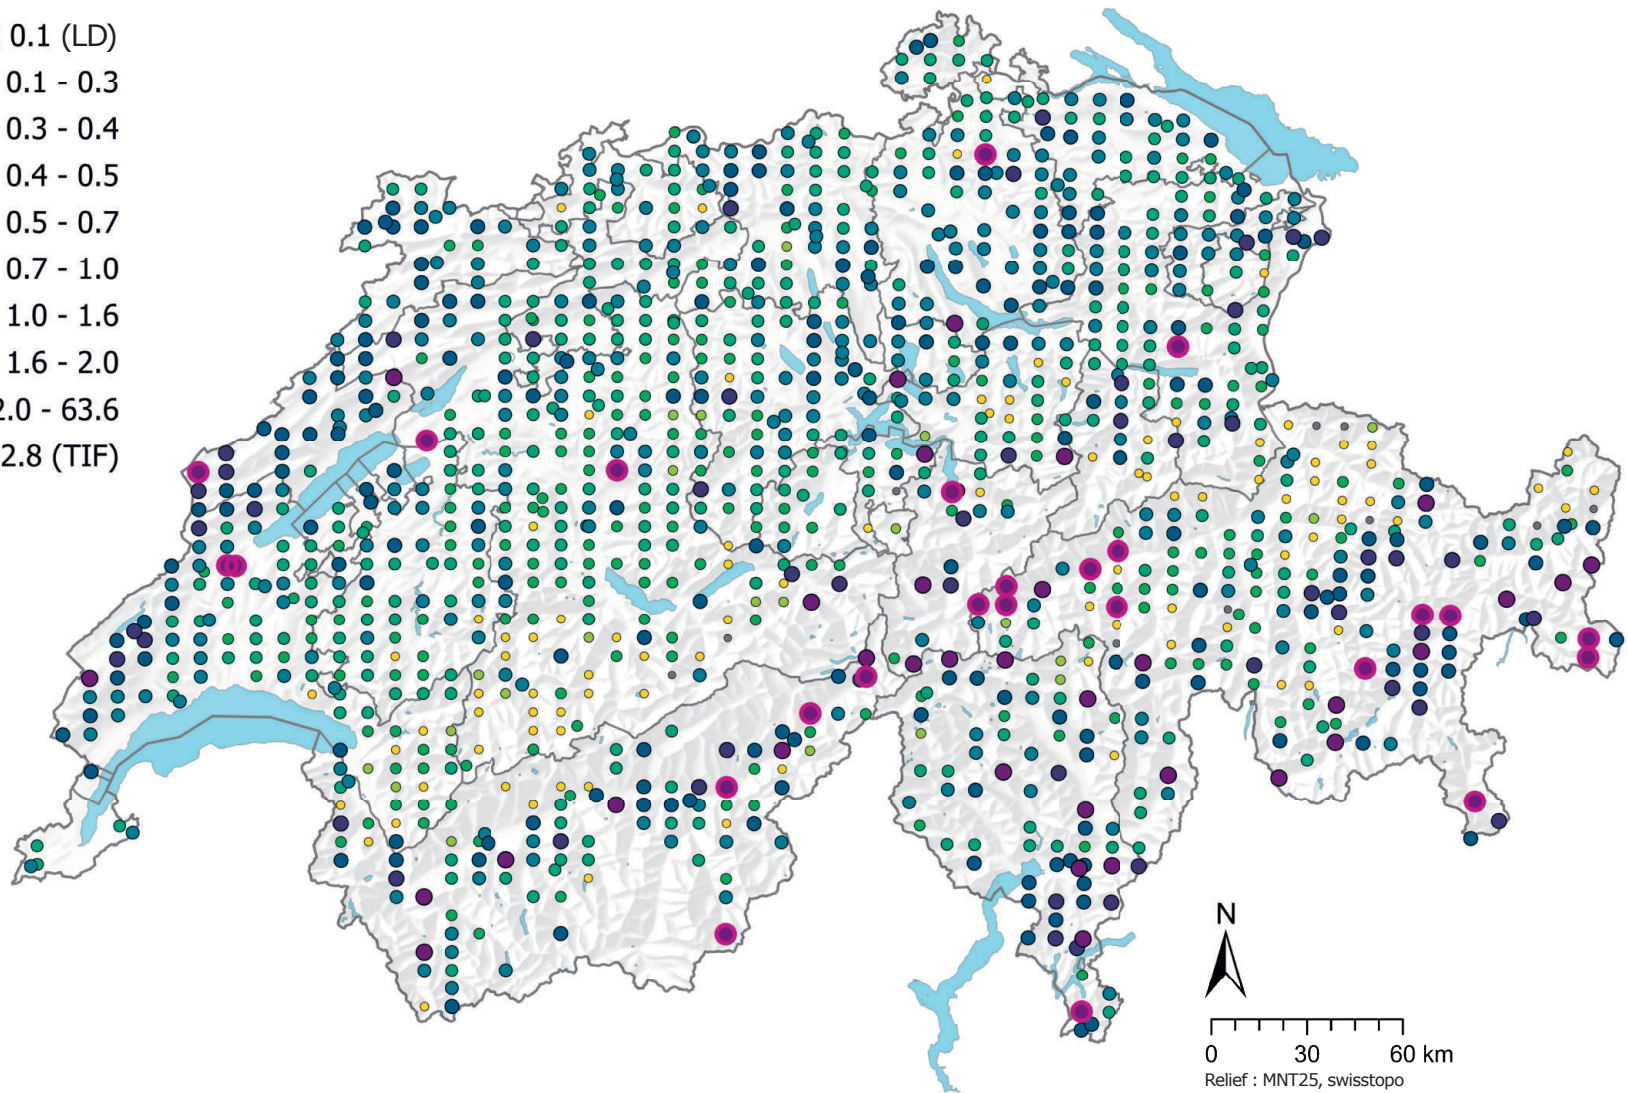 0.1 (LD)
0.1 - 0.3
0.3 - 0.4
0.4 - 0.5
0.5 - 0.7
0.7 - 1.0
1.0 - 1.6
1.6 - 2.0
2.0 - 63.6
2.8 (TIF)
N
0 30 60 km
Relief : MNT25, swisstopo